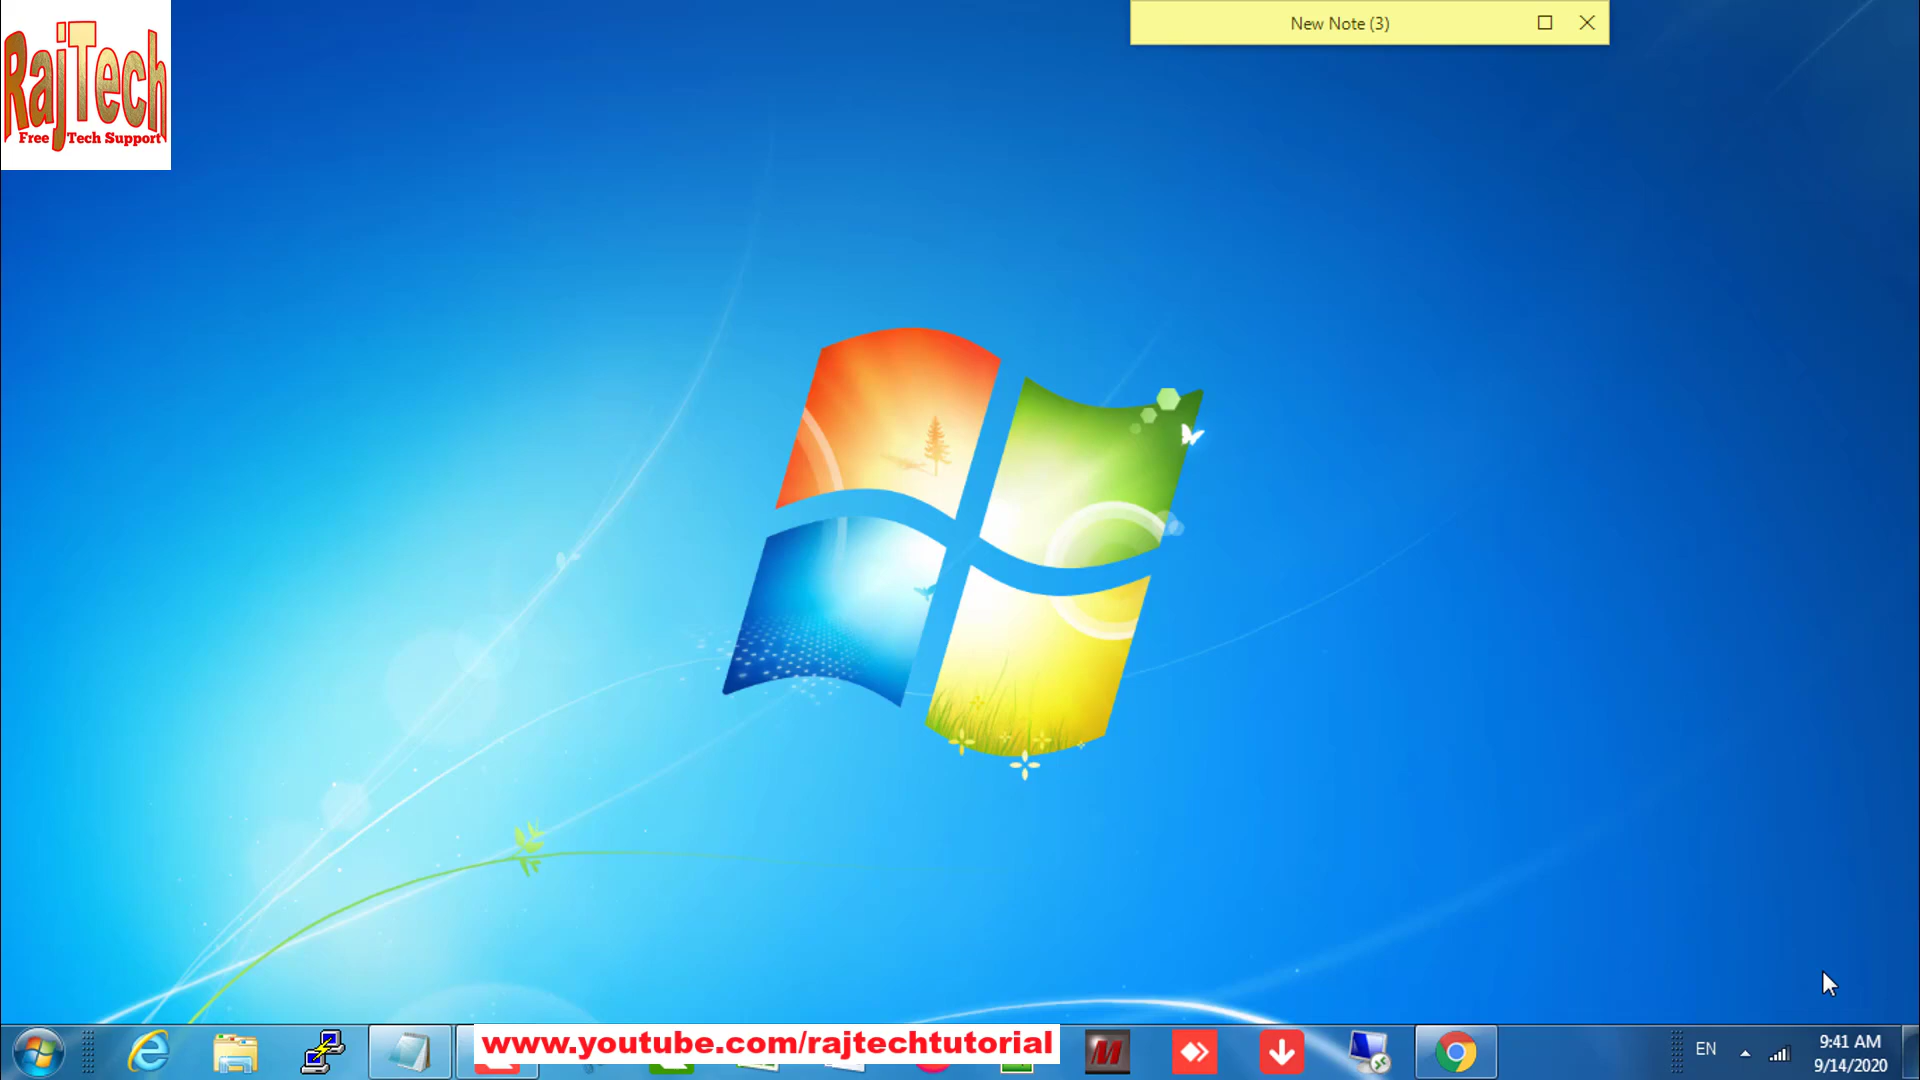 RajTech
Free Tech Support
New Note (3)
www.youtube.com/rajtechtutorial
EN
9:41 AM
9/14/2020